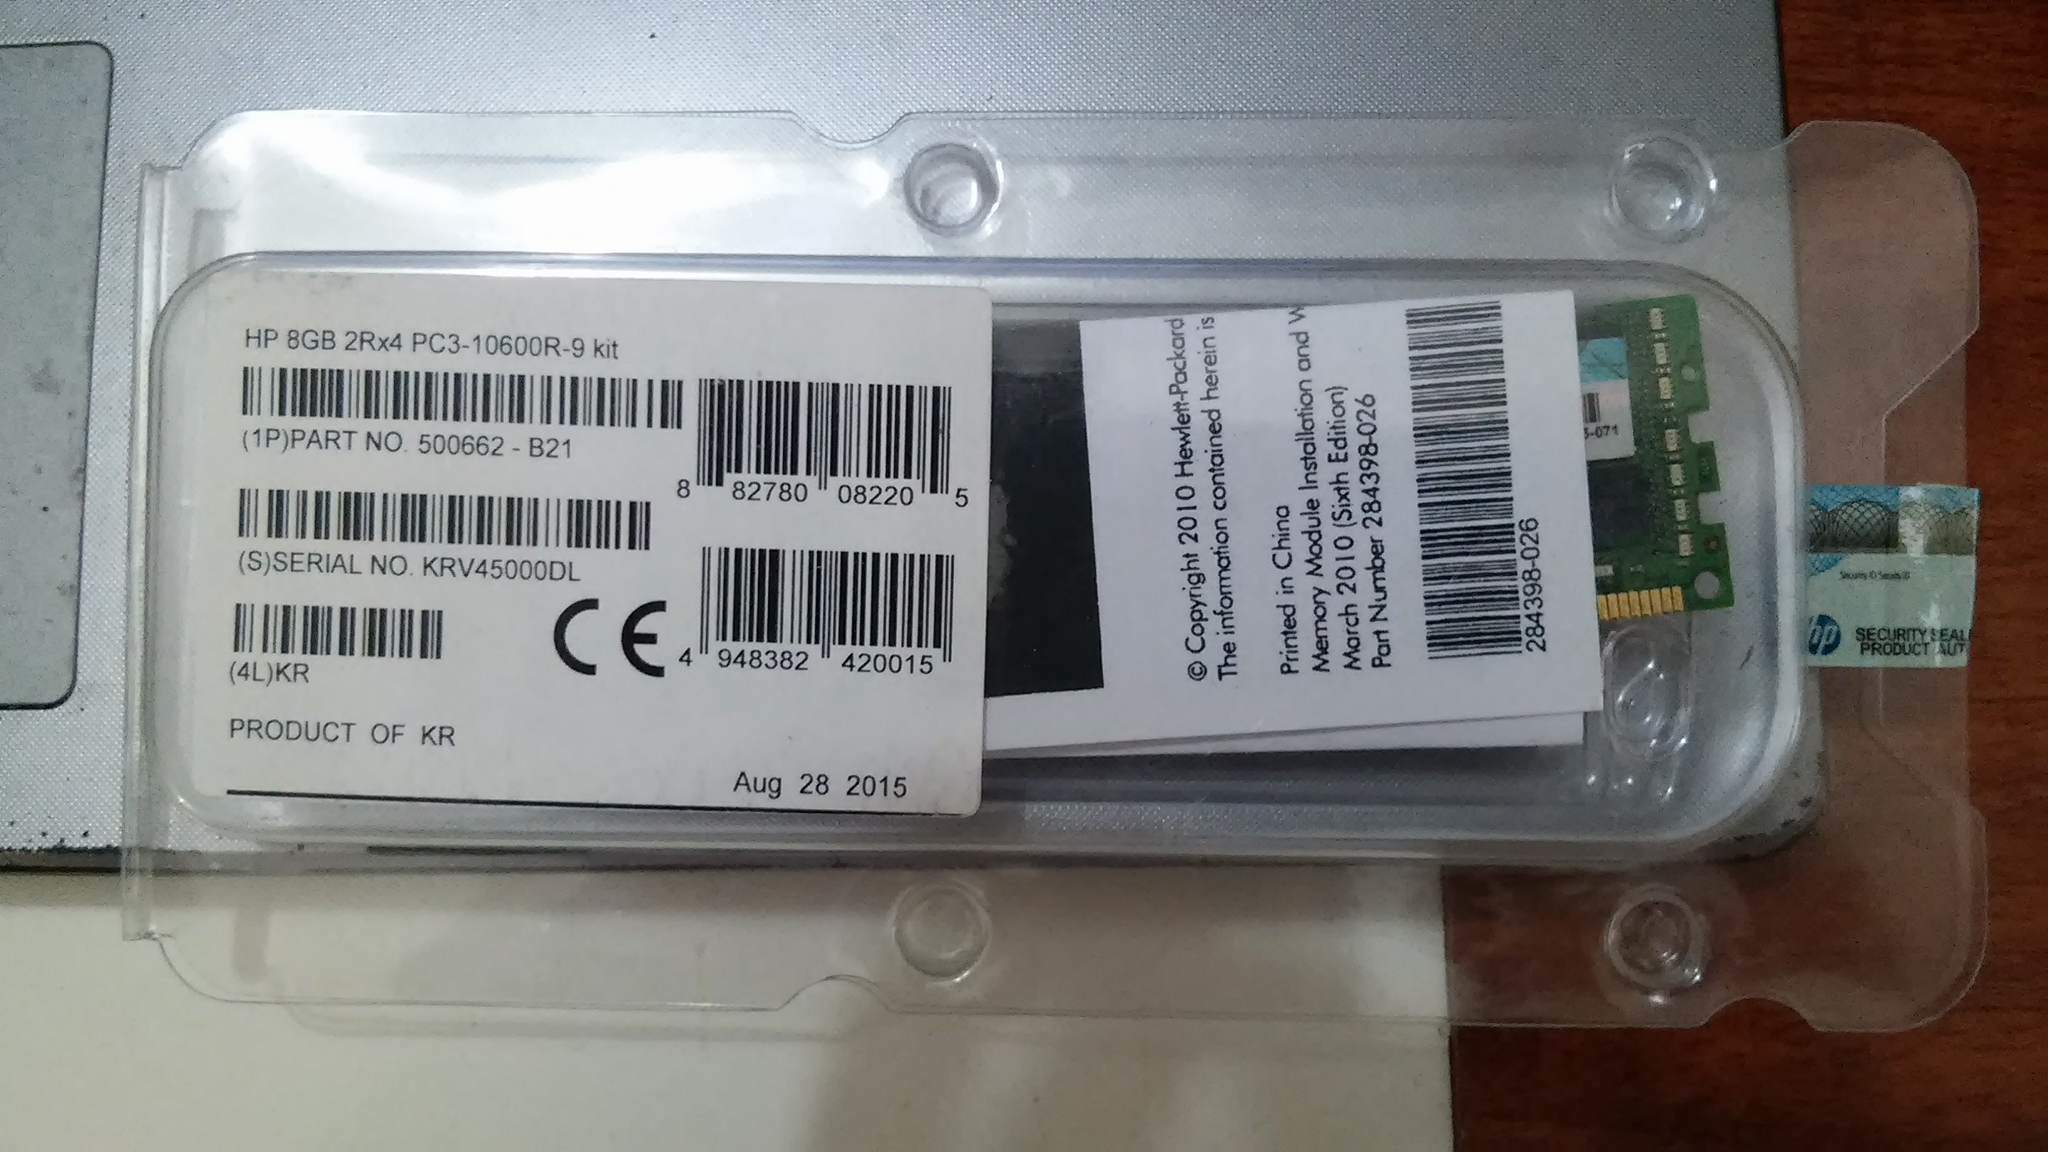 HP 8GB 2Rx4 PC3-10600R-9 kit
(1P)PART NO. 500662 - B21
8 82780 08220 5
(S)SERIAL NO. KRV45000DL
4 948382 420015
(4L)KR
CE
PRODUCT OF KR
Aug 28 2015
© Copyright 2010 Hewlett-Packard
The information contained herein is
Printed in China
Memory Module Installation and
March 2010 (Sixth Edition)
Part Number 284398-026
284398-026
-071
hp
SECURITY SEAL
PRODUCT AUT